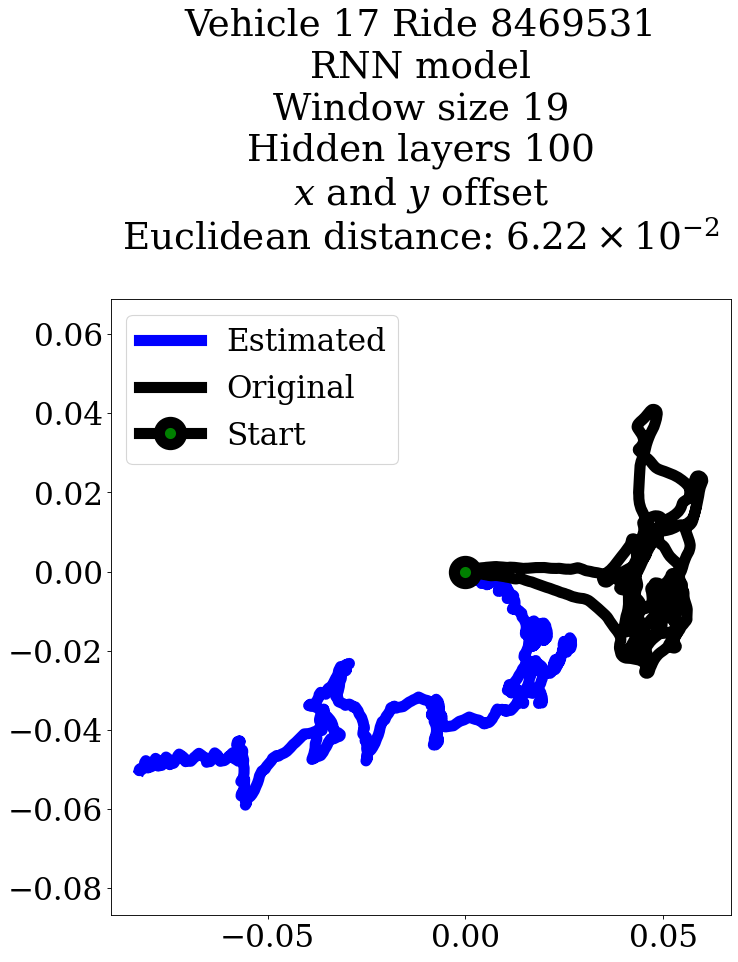 Vehicle 17 Ride 8469531
RNN model
Window size 19
Hidden layers 100
x and y offset
Euclidean distance: 6.22 × 10⁻²
Estimated
Original
Start
0.06
0.04
0.02
0.00
−0.02
−0.04
−0.06
−0.08
−0.05 0.00 0.05